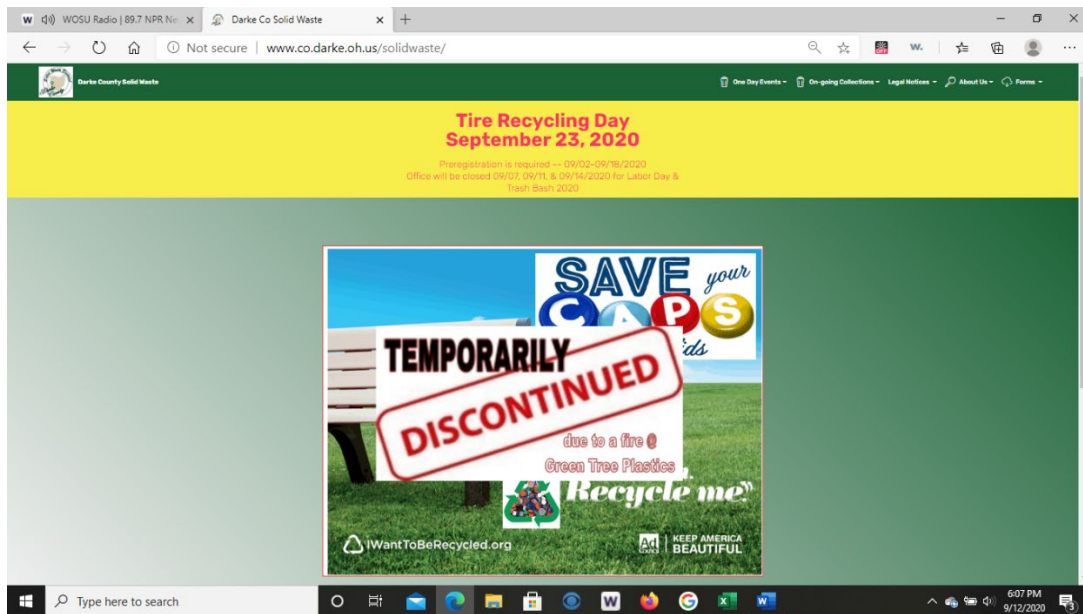 WOSU Radio | 89.7 NPR Ne
Darke Co Solid Waste
Not secure | www.co.darke.oh.us/solidwaste/
OFF
w.
Darke County Solid Waste
One Day Events
On-going Collections
Legal Notices
About Us
Forms
Tire Recycling Day
September 23, 2020
Preregistration is required -- 09/02-09/18/2020
Office will be closed 09/07, 09/11, & 09/14/2020 for Labor Day &
Trash Bash 2020
SAVE your
CAPS
ids
TEMPORARILY
DISCONTINUED
due to a fire @
Green Tree Plastics
Recycle me."
IWantToBeRecycled.org
Ad
KEEP AMERICA
BEAUTIFUL
Type here to search
6:07 PM
9/12/2020